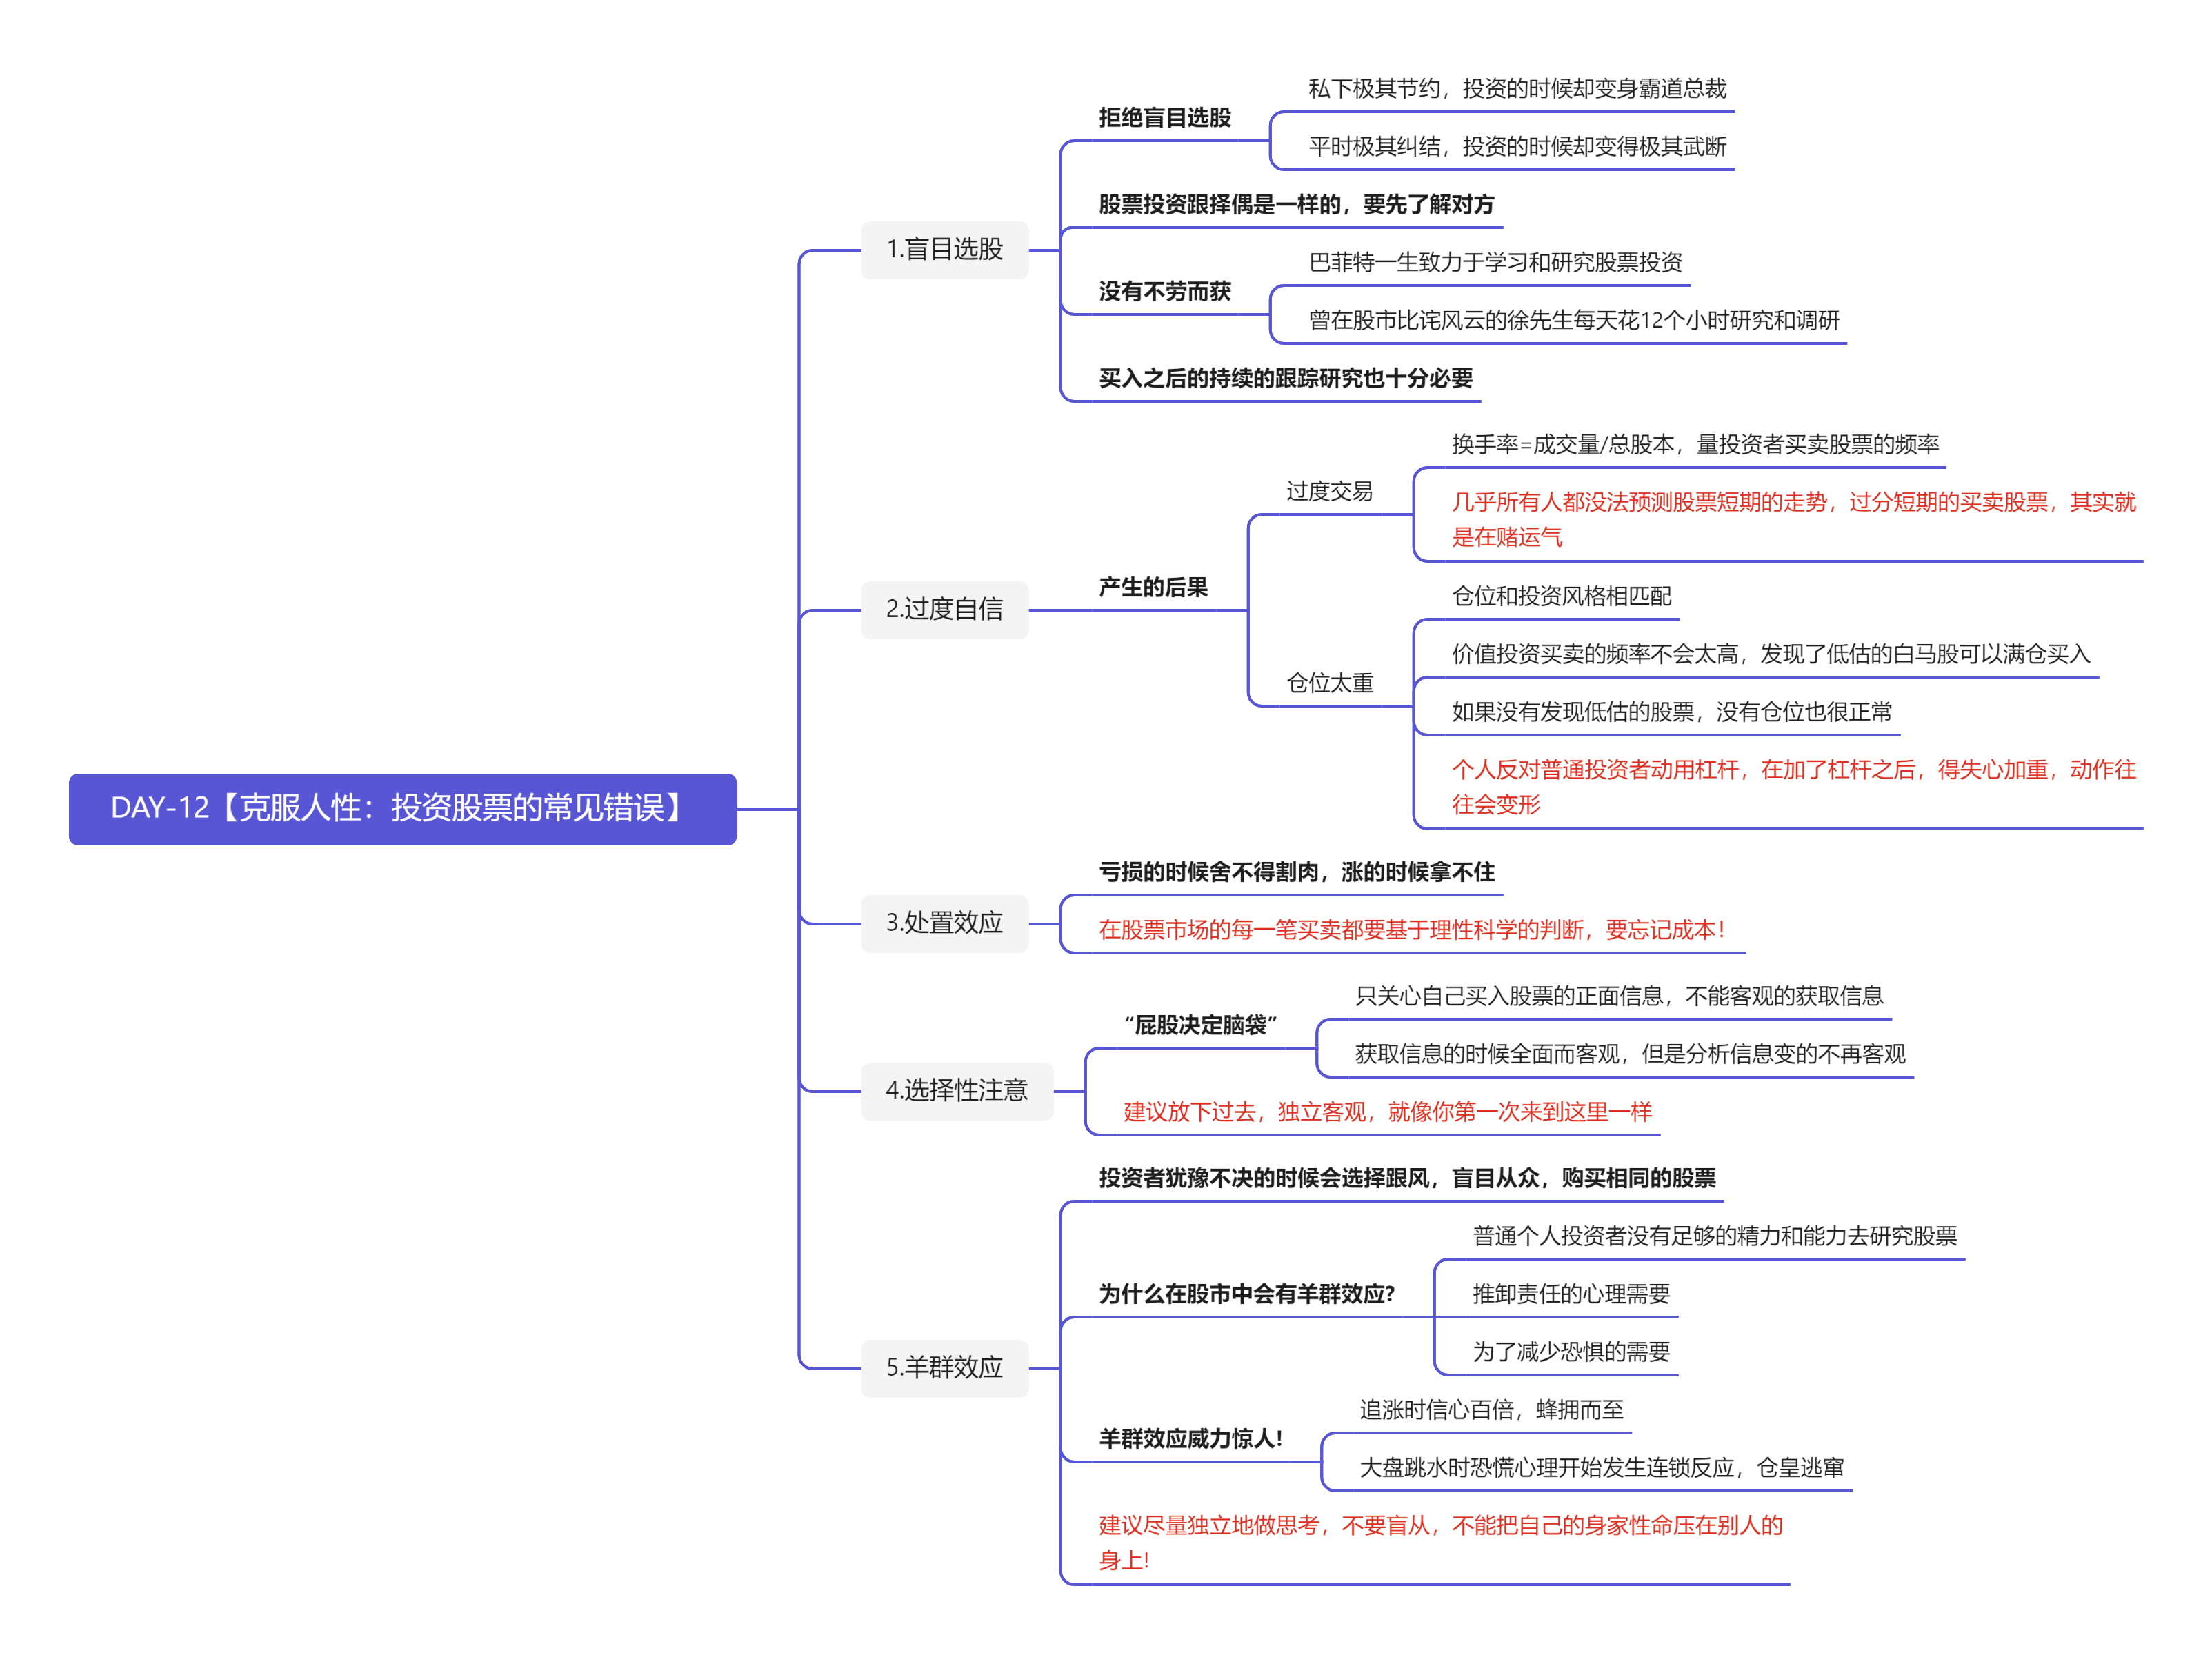 DAY-12【克服人性：投资股票的常见错误】
1.盲目选股
拒绝盲目选股
私下极其节约，投资的时候却变身霸道总裁
平时极其纠结，投资的时候却变得极其武断
股票投资跟择偶是一样的，要先了解对方
没有不劳而获
巴菲特一生致力于学习和研究股票投资
曾在股市比诧风云的徐先生每天花12个小时研究和调研
买入之后的持续的跟踪研究也十分必要
2.过度自信
产生的后果
过度交易
换手率=成交量/总股本，量投资者买卖股票的频率
几乎所有人都没法预测股票短期的走势，过分短期的买卖股票，其实就
是在赌运气
仓位太重
仓位和投资风格相匹配
价值投资买卖的频率不会太高，发现了低估的白马股可以满仓买入
如果没有发现低估的股票，没有仓位也很正常
个人反对普通投资者动用杠杆，在加了杠杆之后，得失心加重，动作往
往会变形
3.处置效应
亏损的时候舍不得割肉，涨的时候拿不住
在股票市场的每一笔买卖都要基于理性科学的判断，要忘记成本！
4.选择性注意
“屁股决定脑袋”
只关心自己买入股票的正面信息，不能客观的获取信息
获取信息的时候全面而客观，但是分析信息变的不再客观
建议放下过去，独立客观，就像你第一次来到这里一样
5.羊群效应
投资者犹豫不决的时候会选择跟风，盲目从众，购买相同的股票
为什么在股市中会有羊群效应?
普通个人投资者没有足够的精力和能力去研究股票
推卸责任的心理需要
为了减少恐惧的需要
羊群效应威力惊人!
追涨时信心百倍，蜂拥而至
大盘跳水时恐慌心理开始发生连锁反应，仓皇逃窜
建议尽量独立地做思考，不要盲从，不能把自己的身家性命压在别人的
身上!